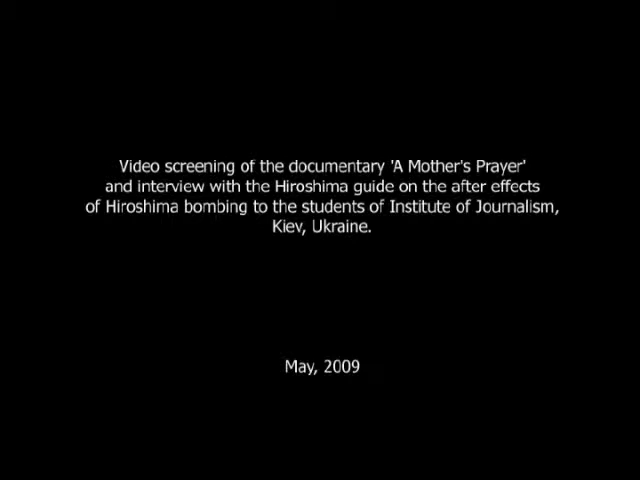 Video screening of the documentary 'A Mother's Prayer'
and interview with the Hiroshima guide on the after effects
of Hiroshima bombing to the students of Institute of Journalism,
Kiev, Ukraine.
May, 2009